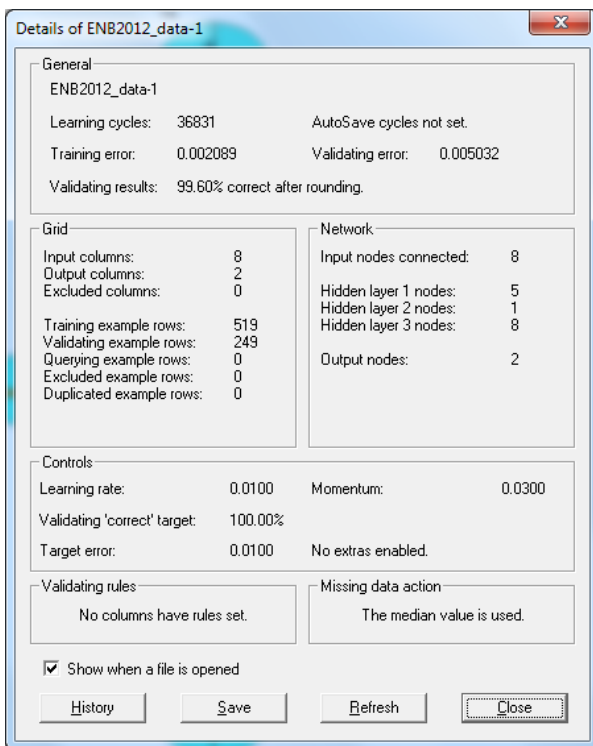 Details of ENB2012_data-1
x
General
ENB2012_data-1
Learning cycles: 36831 AutoSave cycles not set.
Training error: 0.002089 Validating error: 0.005032
Validating results: 99.60% correct after rounding.
Grid
Input columns: 8
Output columns: 2
Excluded columns: 0
Training example rows: 519
Validating example rows: 249
Querying example rows: 0
Excluded example rows: 0
Duplicated example rows: 0
Network
Input nodes connected: 8
Hidden layer 1 nodes: 5
Hidden layer 2 nodes: 1
Hidden layer 3 nodes: 8
Output nodes: 2
Controls
Learning rate: 0.0100 Momentum: 0.0300
Validating 'correct' target: 100.00%
Target error: 0.0100 No extras enabled.
Validating rules
No columns have rules set.
Missing data action
The median value is used.
Show when a file is opened
History Save Refresh Close